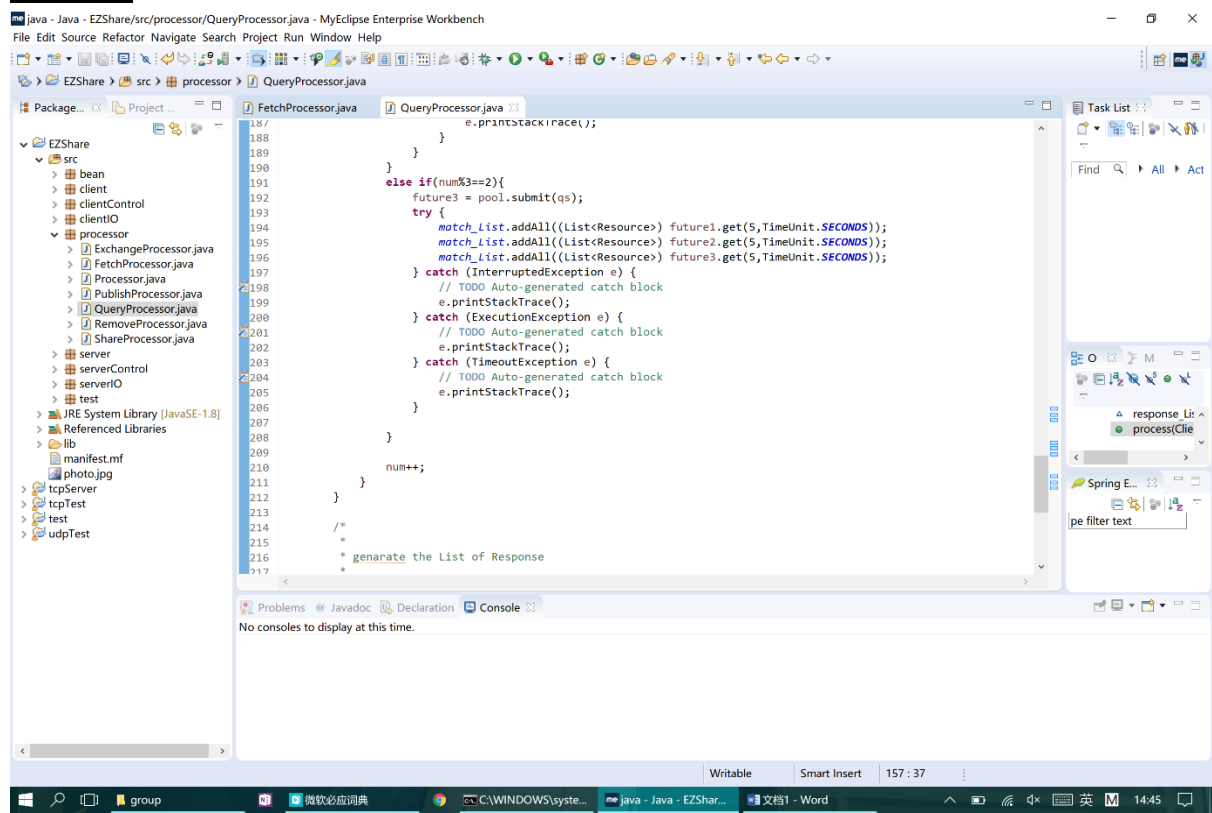 java - Java - EZShare/src/processor/QueryProcessor.java - MyEclipse Enterprise Workbench
File Edit Source Refactor Navigate Search Project Run Window Help
EZShare src processor QueryProcessor.java
Package...
Project ...
EZShare
src
bean
client
clientControl
clientIO
processor
ExchangeProcessor.java
FetchProcessor.java
Processor.java
PublishProcessor.java
QueryProcessor.java
RemoveProcessor.java
ShareProcessor.java
server
serverControl
serverIO
test
JRE System Library [JavaSE-1.8]
Referenced Libraries
lib
manifest.mf
photo.jpg
tcpServer
tcpTest
test
udpTest
FetchProcessor.java
QueryProcessor.java
187 e.printStackTrace();
188 }
189 }
190 }
191 else if(num%3==2){
192 future3 = pool.submit(qs);
193 try {
194 match_List.addAll((List<Resource>) future1.get(5,TimeUnit.SECONDS));
195 match_List.addAll((List<Resource>) future2.get(5,TimeUnit.SECONDS));
196 match_List.addAll((List<Resource>) future3.get(5,TimeUnit.SECONDS));
197 } catch (InterruptedException e) {
198 // TODO Auto-generated catch block
199 e.printStackTrace();
200 } catch (ExecutionException e) {
201 // TODO Auto-generated catch block
202 e.printStackTrace();
203 } catch (TimeoutException e) {
204 // TODO Auto-generated catch block
205 e.printStackTrace();
206 }
207
208 }
209
210 num++;
211 }
212 }
213
214 /*
215 *
216 * genarate the List of Response
217 *
Task List
Find All Act
O M
response_Lis
process(Clie
Spring E...
pe filter text
Problems @ Javadoc Declaration Console
No consoles to display at this time.
Writable Smart Insert 157 : 37
group
微软必应词典
C:\WINDOWS\syste...
java - Java - EZShar...
文档1 - Word
英 M 14:45